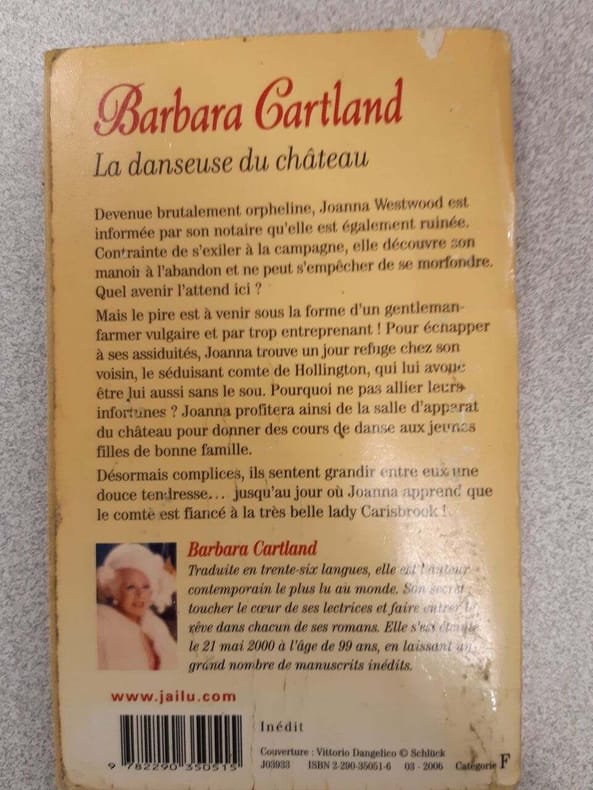 Barbara Cartland
La danseuse du château
Devenue brutalement orpheline, Joanna Westwood est
informée par son notaire qu'elle est également ruinée.
Contrainte de s'exiler à la campagne, elle découvre son
manoir à l'abandon et ne peut s'empêcher de se morfondre.
Quel avenir l'attend ici ?
Mais le pire est à venir sous la forme d'un gentleman-
farmer vulgaire et par trop entreprenant ! Pour échapper
à ses assiduités, Joanna trouve un jour refuge chez son
voisin, le séduisant comte de Hollington, qui lui avoue
être lui aussi sans le sou. Pourquoi ne pas allier leurs
infortunes ? Joanna profitera ainsi de la salle d'apparat
du château pour donner des cours de danse aux jeunes
filles de bonne famille.
Désormais complices, ils sentent grandir entre eux une
douce tendresse... jusqu'au jour où Joanna apprend que
le comte est fiancé à la très belle lady Carisbrook !
Barbara Cartland
Traduite en trente-six langues, elle est l'auteur
contemporain le plus lu au monde. Son secret :
toucher le cœur de ses lectrices et faire entrer le
rêve dans chacun de ses romans. Elle s'est éteinte
le 21 mai 2000 à l'âge de 99 ans, en laissant un
grand nombre de manuscrits inédits.
www.jailu.com
Inédit
Couverture : Vittorio Dangelico © Schlück
J03933 ISBN 2-290-35051-6 03 - 2006 Catégorie F
9 782290 350515